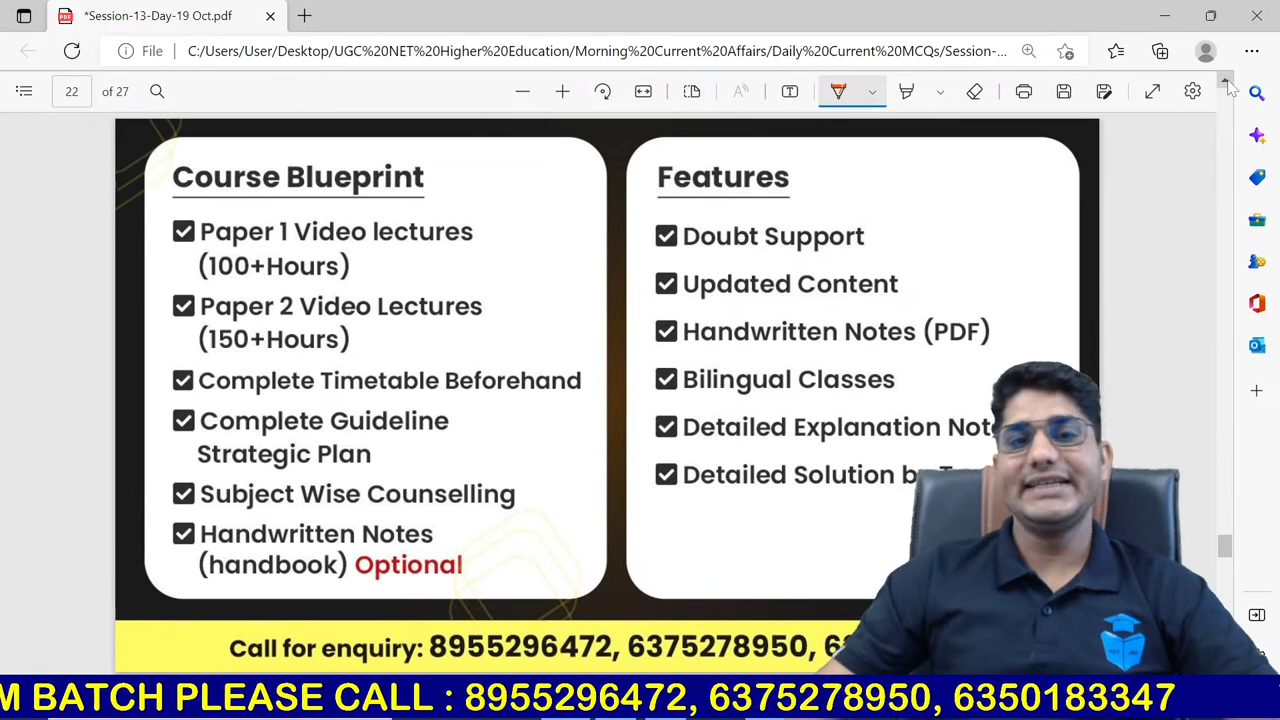 *Session-13-Day-19 Oct.pdf
File
C:/Users/User/Desktop/UGC%20NET%20Higher%20Education/Morning%20Current%20Affairs/Daily%20Current%20MCQs/Session-...
22 of 27
Course Blueprint
Paper 1 Video lectures
(100+Hours)
Paper 2 Video Lectures
(150+Hours)
Complete Timetable Beforehand
Complete Guideline
Strategic Plan
Subject Wise Counselling
Handwritten Notes
(handbook) Optional
Features
Doubt Support
Updated Content
Handwritten Notes (PDF)
Bilingual Classes
Detailed Explanation
Detailed Solution
Call for enquiry: 8955296472, 6375278950,
M BATCH PLEASE CALL : 8955296472, 6375278950, 6350183347